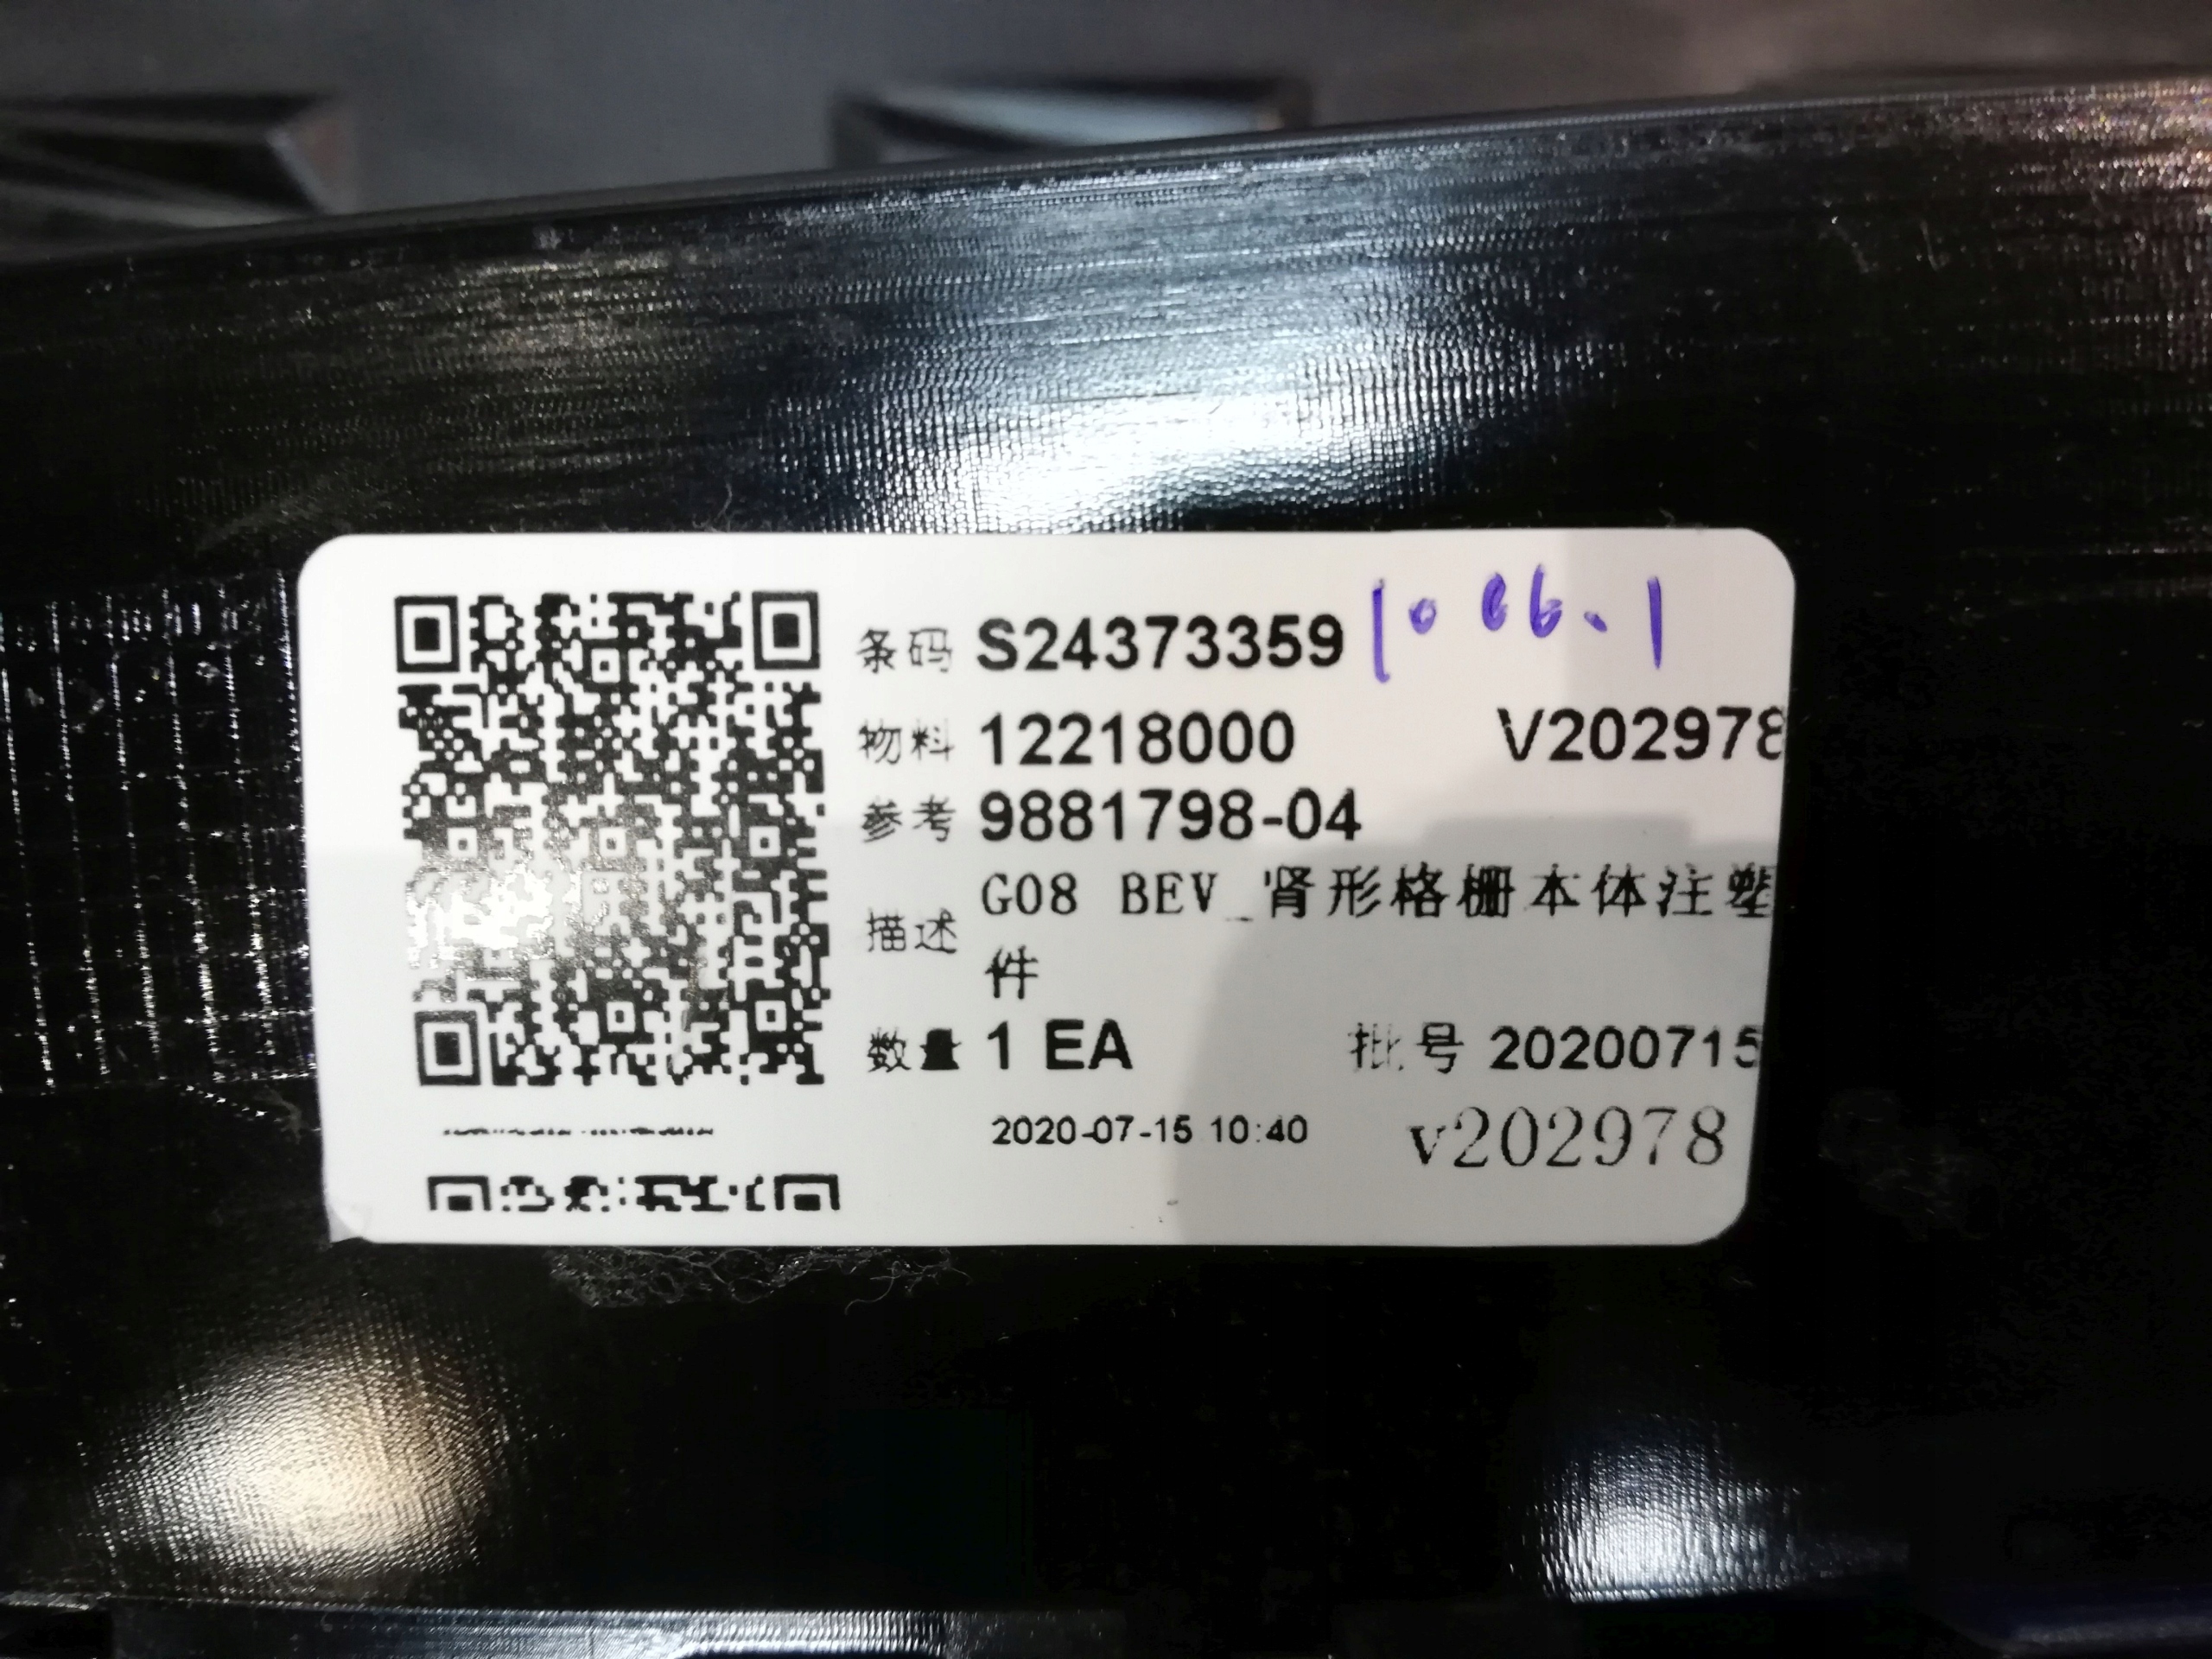 条码 S24373359
物料 12218000 V202978
参考 9881798-04
描述 G08 BEV_肾形格栅本体注塑
件
数量 1 EA 批号 20200715
2020-07-15 10:40 v202978